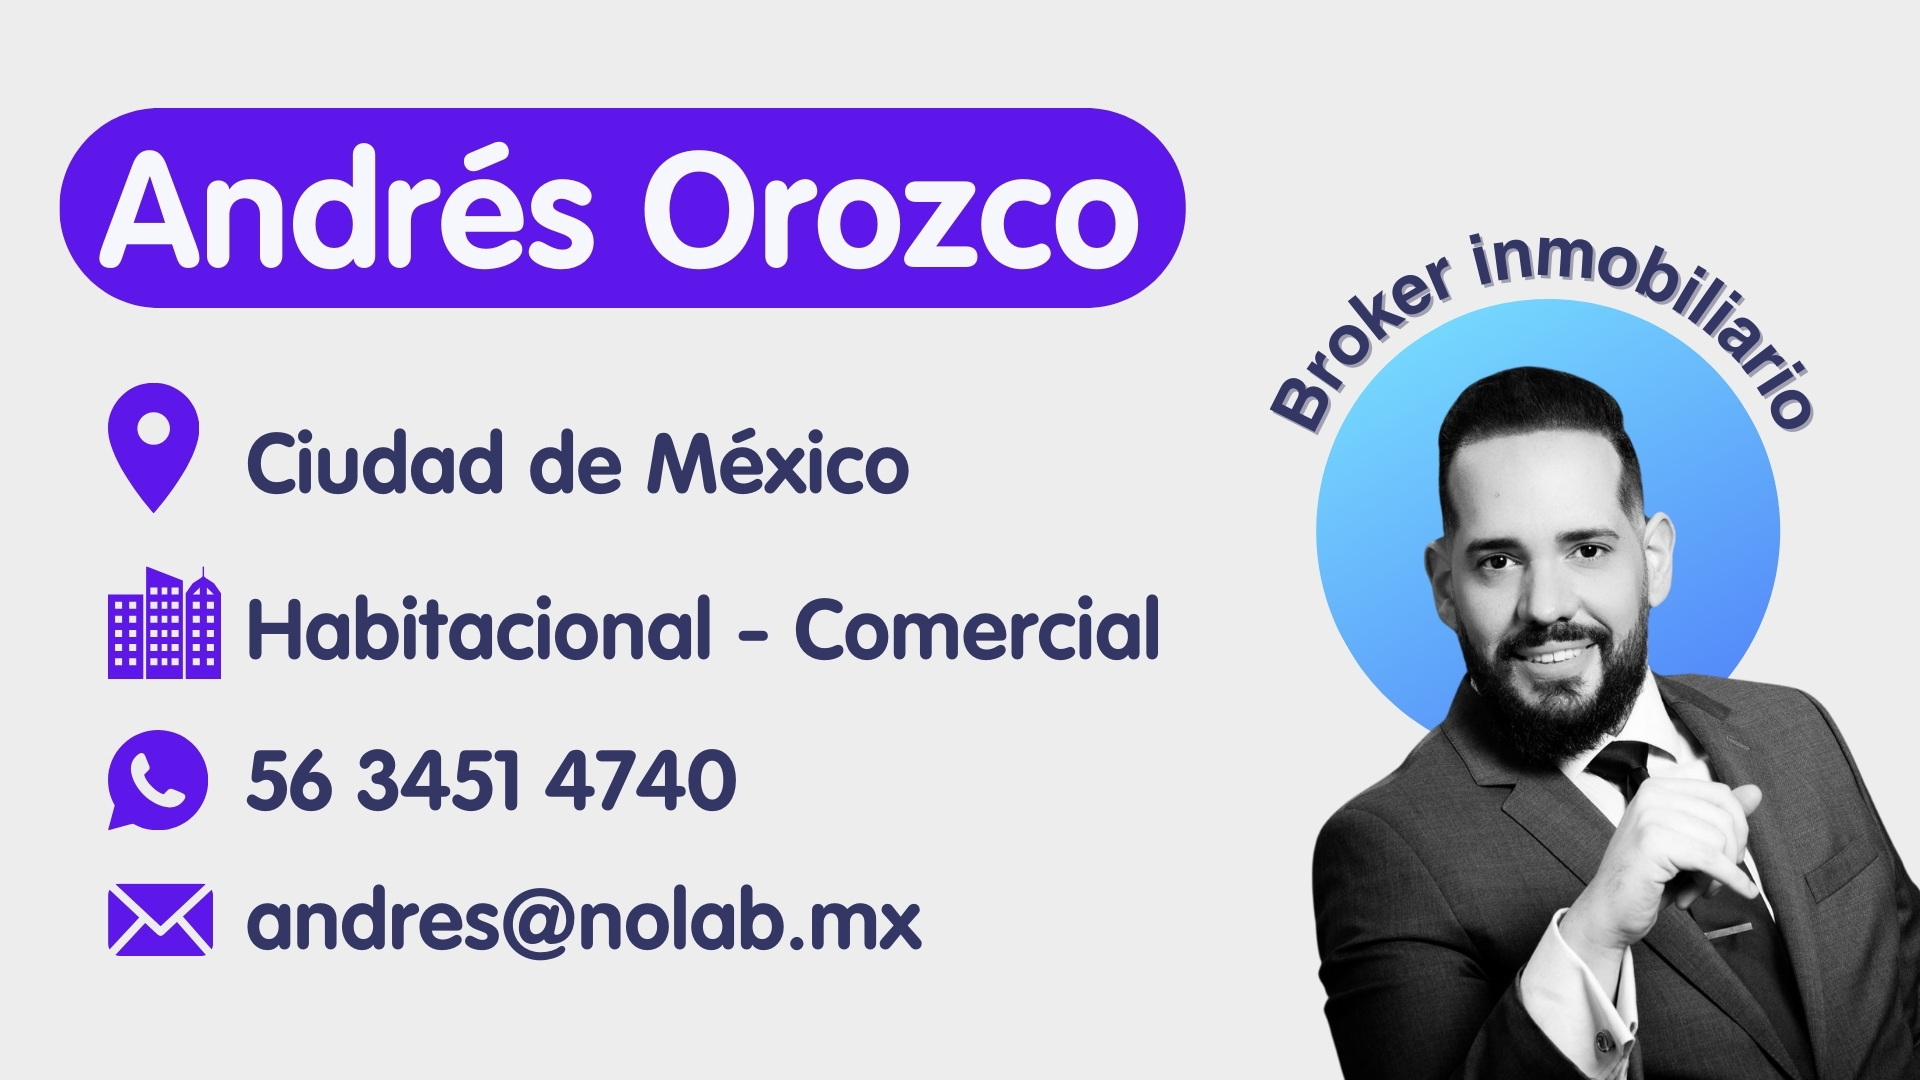 Andrés Orozco
Broker inmobiliario
Ciudad de México
Habitacional - Comercial
56 3451 4740
andres@nolab.mx